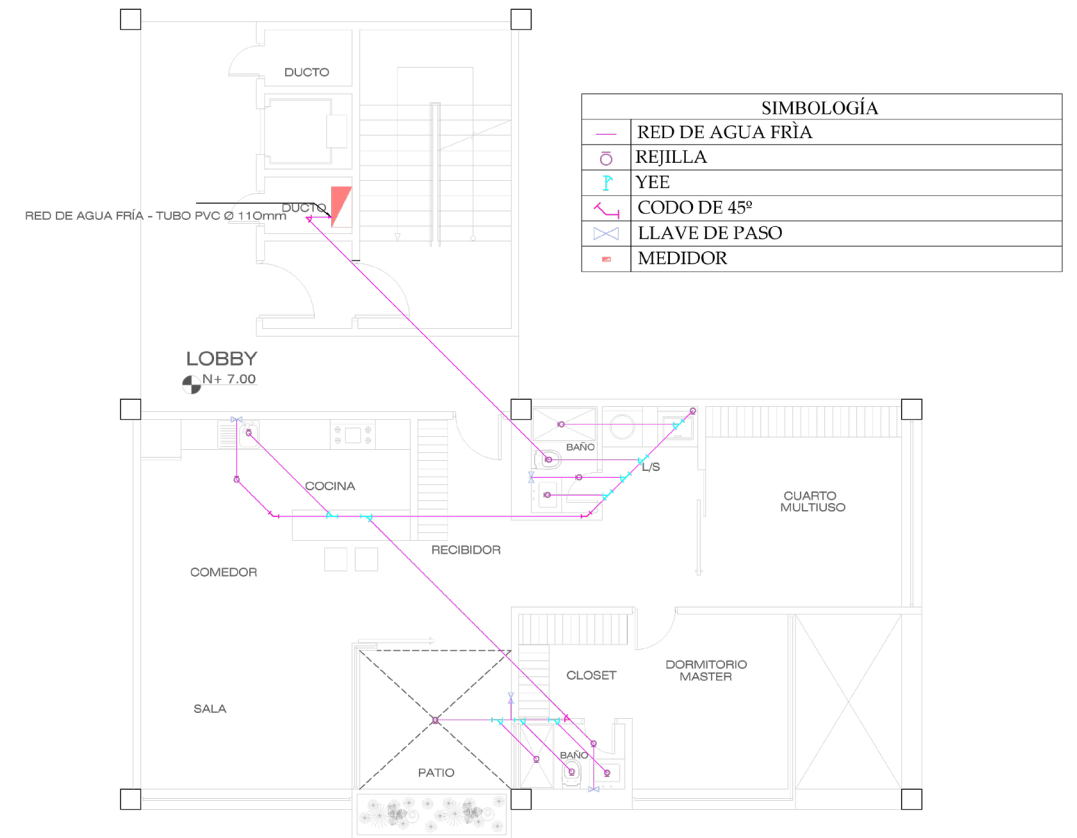 DUCTO
SIMBOLOGÍA
RED DE AGUA FRÌA
REJILLA
YEE
CODO DE 45º
LLAVE DE PASO
MEDIDOR
DUCTO
RED DE AGUA FRÍA - TUBO PVC Ø 110mm
LOBBY
N+ 7.00
BAÑO
L/S
COCINA
CUARTO
MULTIUSO
RECIBIDOR
COMEDOR
DORMITORIO
MASTER
CLOSET
SALA
BAÑO
PATIO